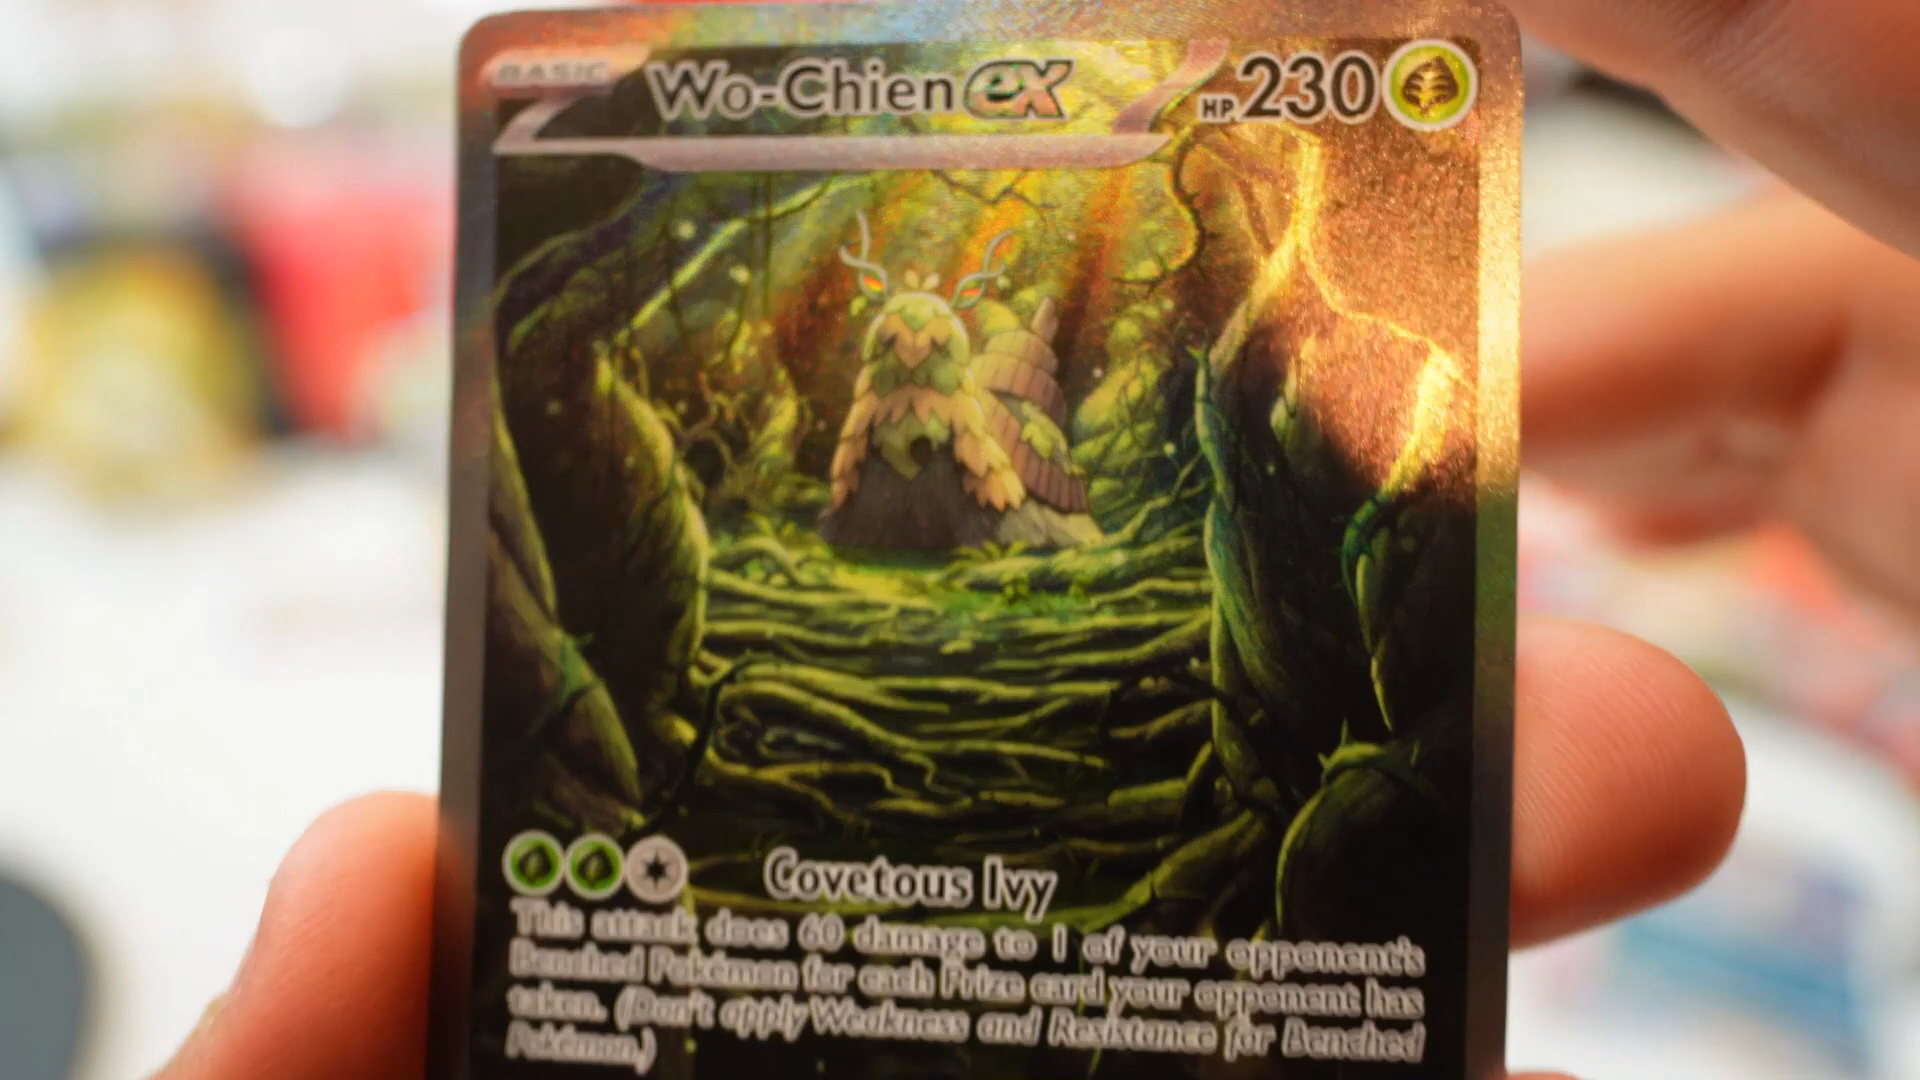 BASIC Wo-Chien ex HP 230
Covetous Ivy
This attack does 60 damage to 1 of your opponent's
Benched Pokémon for each Prize card your opponent has
taken. (Don't apply Weakness and Resistance for Benched
Pokémon.)